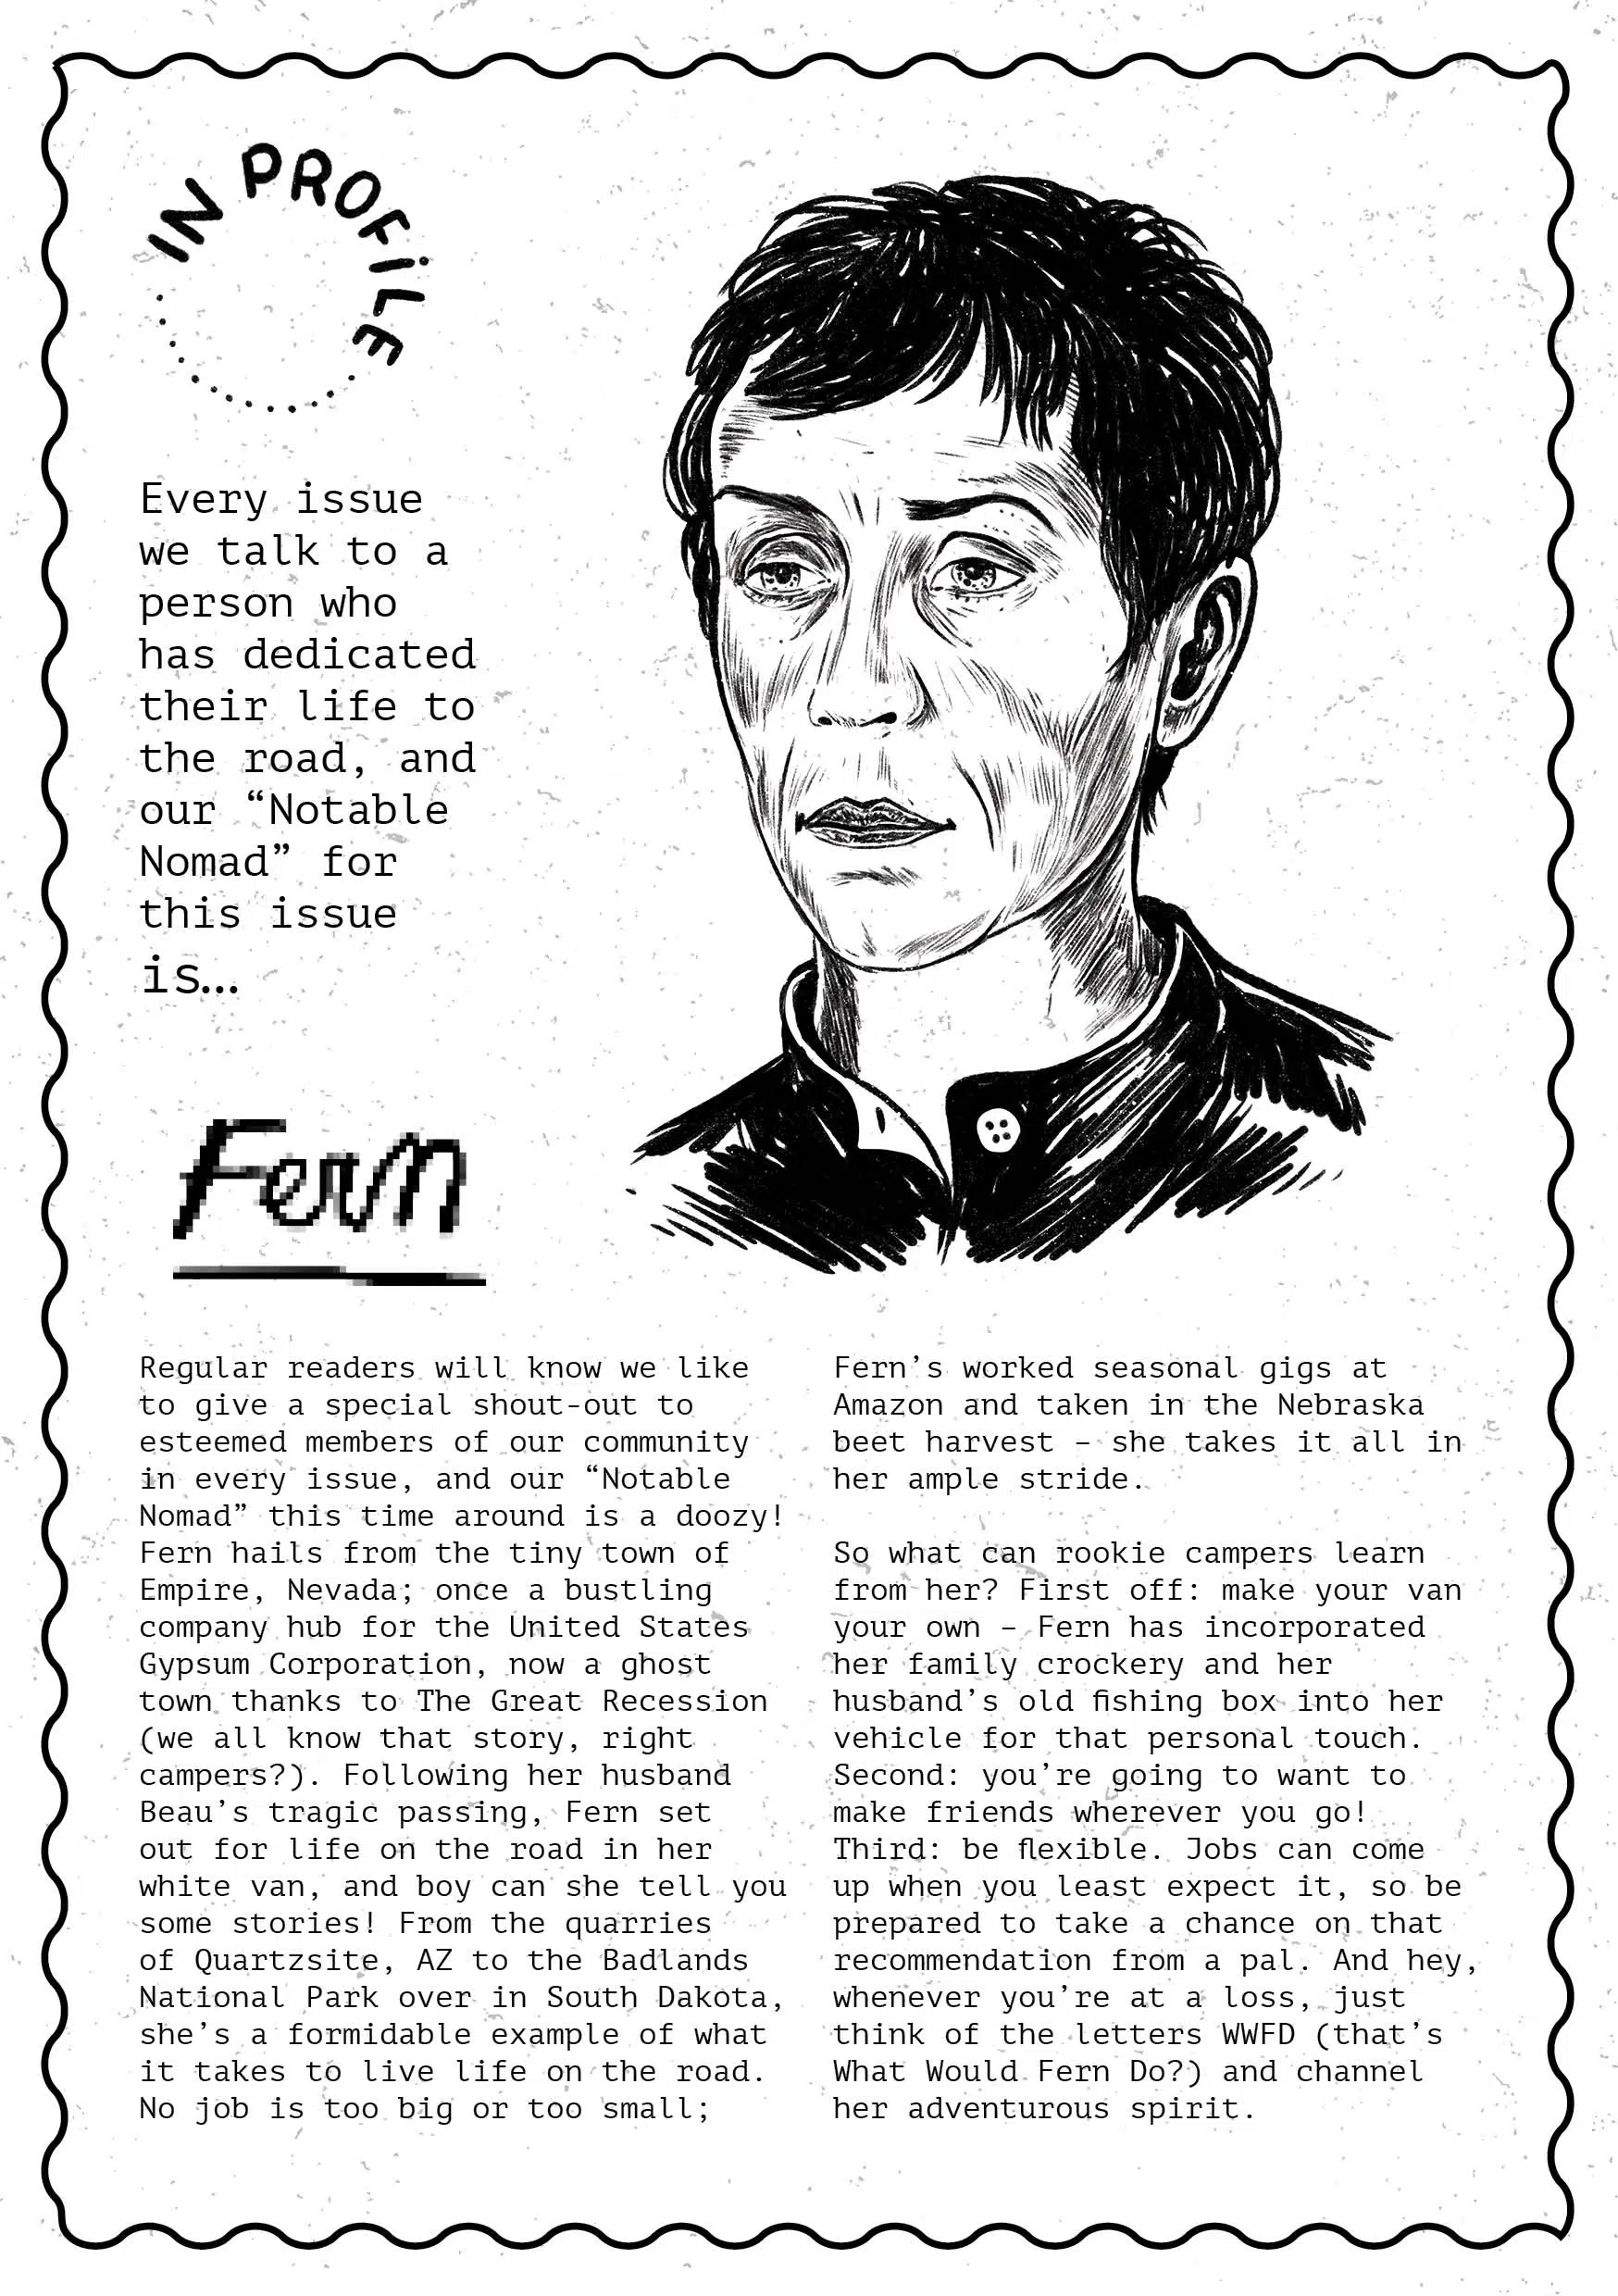 IN PROFiLE
Every issue
we talk to a
person who
has dedicated
their life to
the road, and
our “Notable
Nomad” for
this issue
is…
Fern
Regular readers will know we like
to give a special shout-out to
esteemed members of our community
in every issue, and our “Notable
Nomad” this time around is a doozy!
Fern hails from the tiny town of
Empire, Nevada; once a bustling
company hub for the United States
Gypsum Corporation, now a ghost
town thanks to The Great Recession
(we all know that story, right
campers?). Following her husband
Beau’s tragic passing, Fern set
out for life on the road in her
white van, and boy can she tell you
some stories! From the quarries
of Quartzsite, AZ to the Badlands
National Park over in South Dakota,
she’s a formidable example of what
it takes to live life on the road.
No job is too big or too small;
Fern’s worked seasonal gigs at
Amazon and taken in the Nebraska
beet harvest – she takes it all in
her ample stride.
So what can rookie campers learn
from her? First off: make your van
your own – Fern has incorporated
her family crockery and her
husband’s old fishing box into her
vehicle for that personal touch.
Second: you’re going to want to
make friends wherever you go!
Third: be flexible. Jobs can come
up when you least expect it, so be
prepared to take a chance on that
recommendation from a pal. And hey,
whenever you’re at a loss, just
think of the letters WWFD (that’s
What Would Fern Do?) and channel
her adventurous spirit.